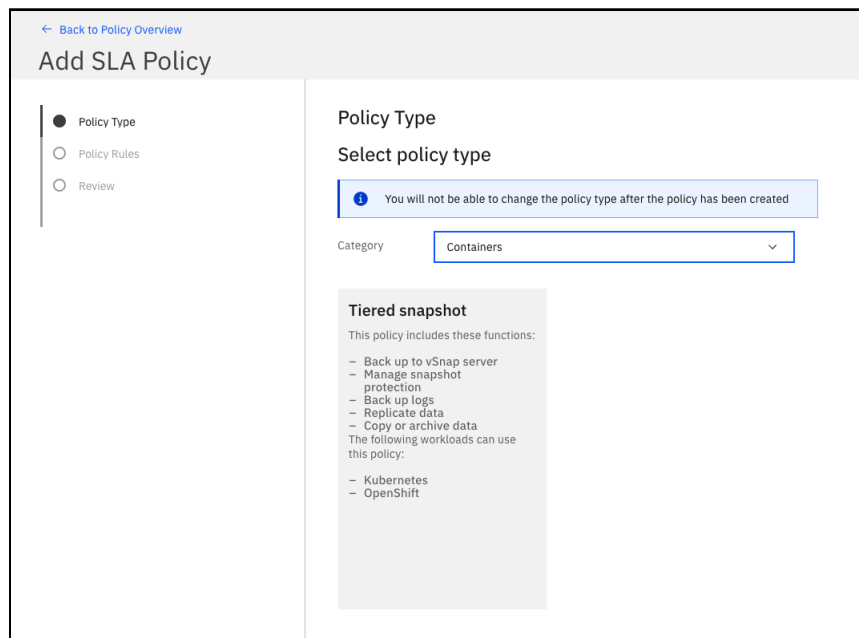 ← Back to Policy Overview
Add SLA Policy
Policy Type
Policy Rules
Review
Policy Type
Select policy type
You will not be able to change the policy type after the policy has been created
Category
Containers
Tiered snapshot
This policy includes these functions:
– Back up to vSnap server
– Manage snapshot
protection
– Back up logs
– Replicate data
– Copy or archive data
The following workloads can use
this policy:
– Kubernetes
– OpenShift